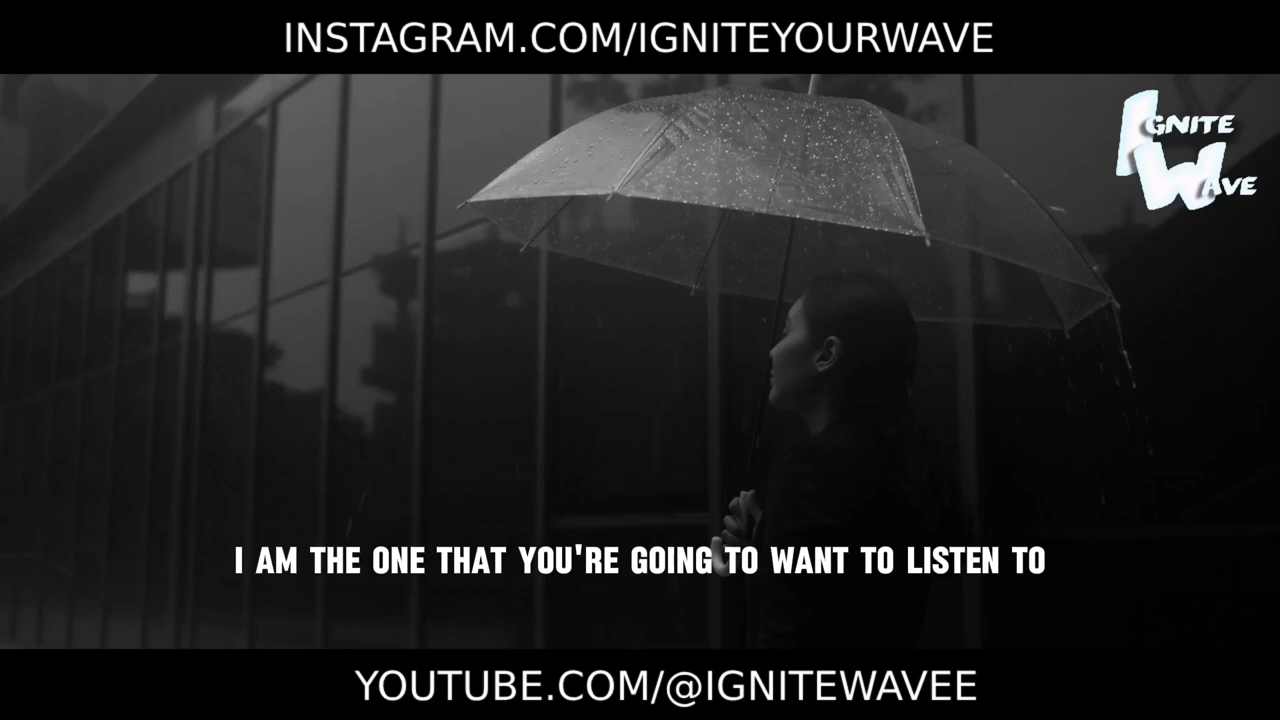 INSTAGRAM.COM/IGNITEYOURWAVE
IGNITE
WAVE
I AM THE ONE THAT YOU'RE GOING TO WANT TO LISTEN TO
YOUTUBE.COM/@IGNITEWAVEE